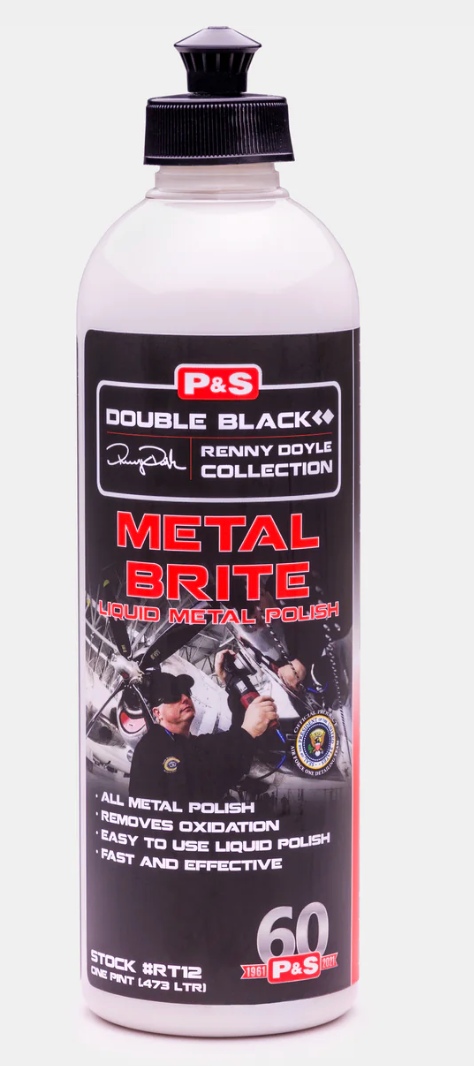 P&S
DOUBLE BLACK
RENNY DOYLE
COLLECTION
METAL
BRITE
LIQUID METAL POLISH
· ALL METAL POLISH
· REMOVES OXIDATION
· EASY TO USE LIQUID POLISH
· FAST AND EFFECTIVE
60
1961 P&S 2021
STOCK #RT12
ONE PINT (473 LTR)